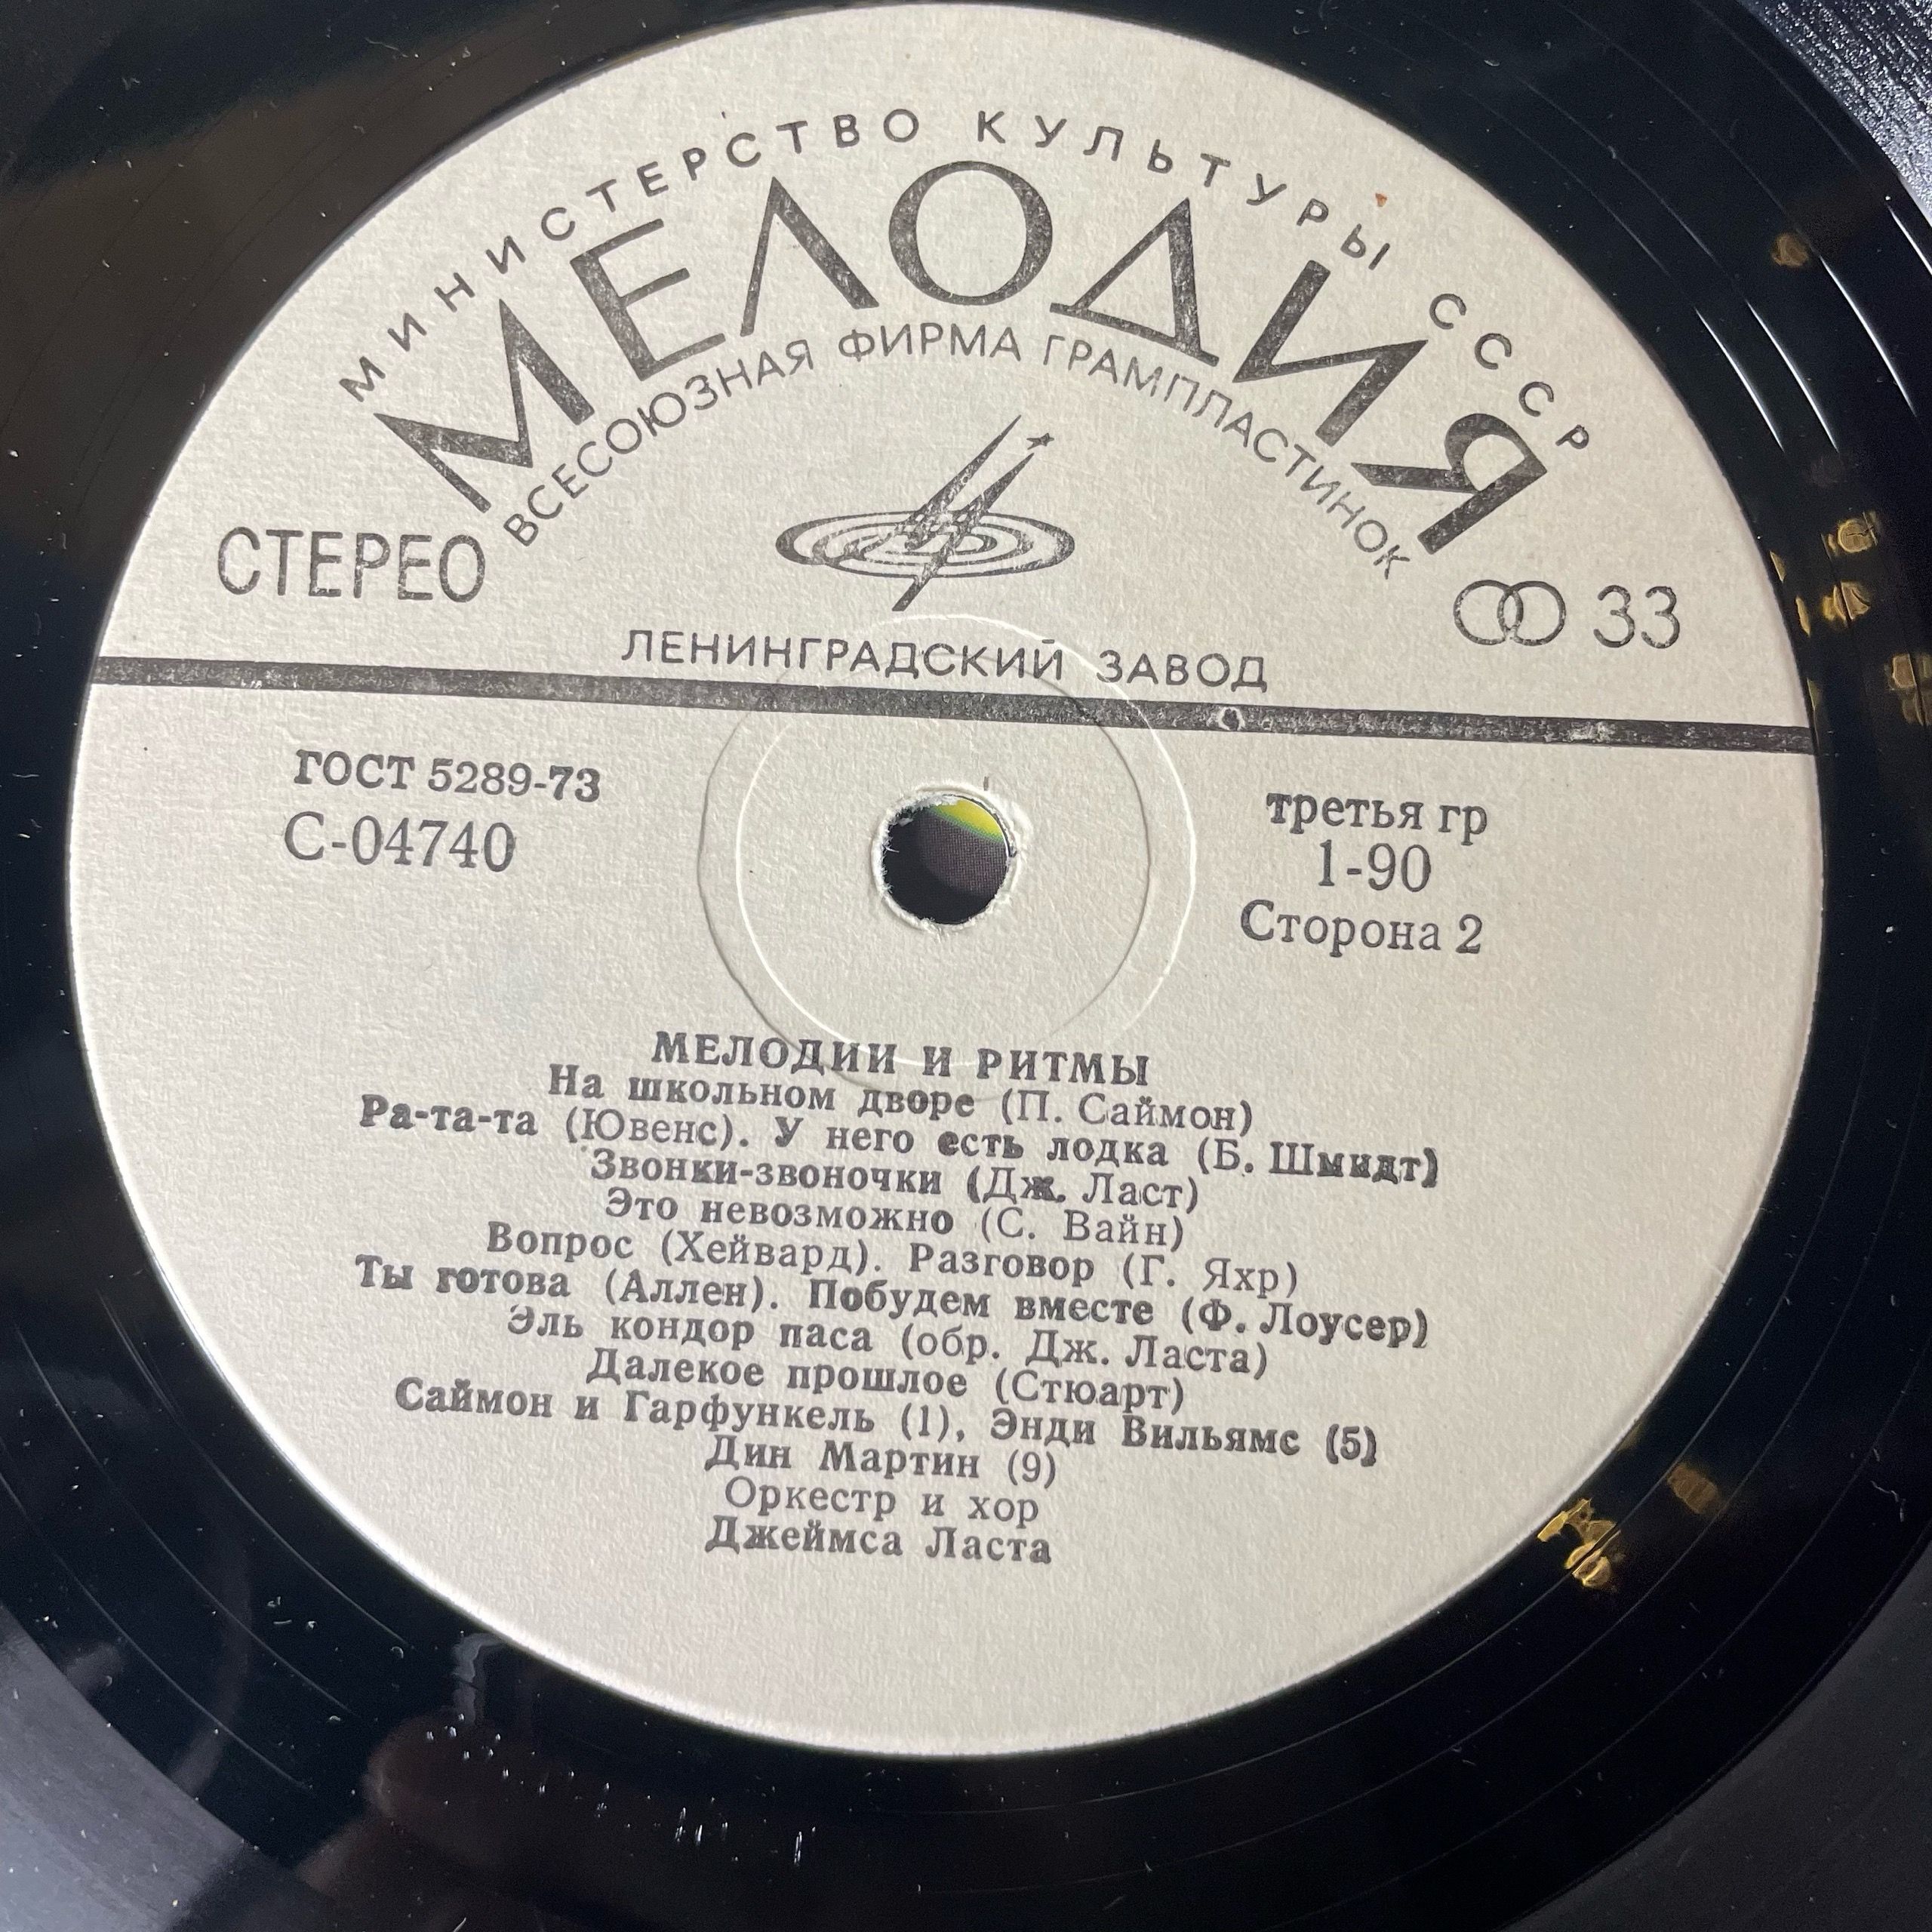 МИНИСТЕРСТВО КУЛЬТУРЫ СССР
МЕЛОДИЯ
ВСЕСОЮЗНАЯ ФИРМА ГРАМПЛАСТИНОК
СТЕРЕО
33
ЛЕНИНГРАДСКИЙ ЗАВОД
ГОСТ 5289-73
С-04740
третья гр
1-90
Сторона 2
МЕЛОДИИ И РИТМЫ
На школьном дворе (П. Саймон)
Ра-та-та (Ювенс). У него есть лодка (Б. Шмидт)
Звонки-звоночки (Дж. Ласт)
Это невозможно (С. Вайн)
Вопрос (Хейвард). Разговор (Г. Яхр)
Ты готова (Аллен). Побудем вместе (Ф. Лоусер)
Эль кондор паса (обр. Дж. Ласта)
Далекое прошлое (Стюарт)
Саймон и Гарфункель (1), Энди Вильямс (5)
Дин Мартин (9)
Оркестр и хор
Джеймса Ласта